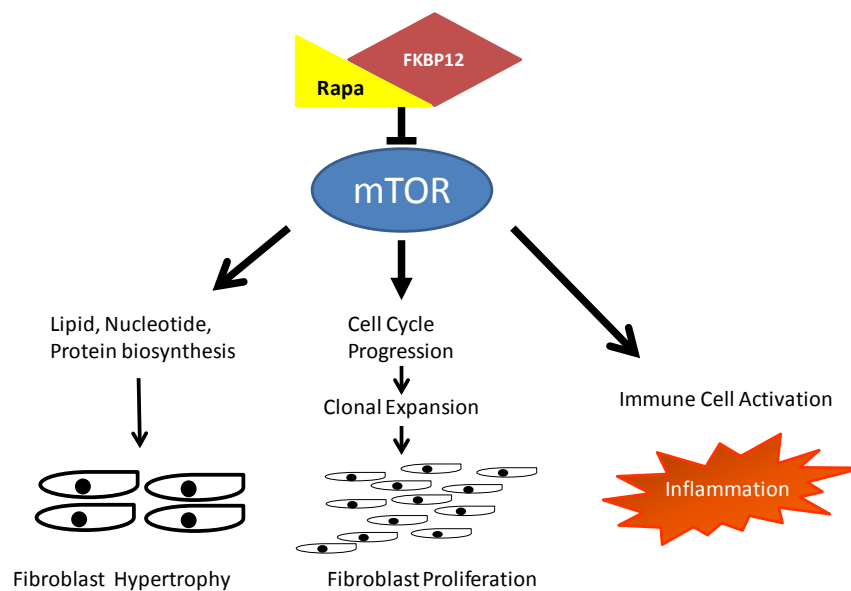 FKBP12
Rapa
mTOR
Lipid, Nucleotide,
Protein biosynthesis
Cell Cycle
Progression
Clonal Expansion
Immune Cell Activation
Inflammation
Fibroblast Hypertrophy
Fibroblast Proliferation